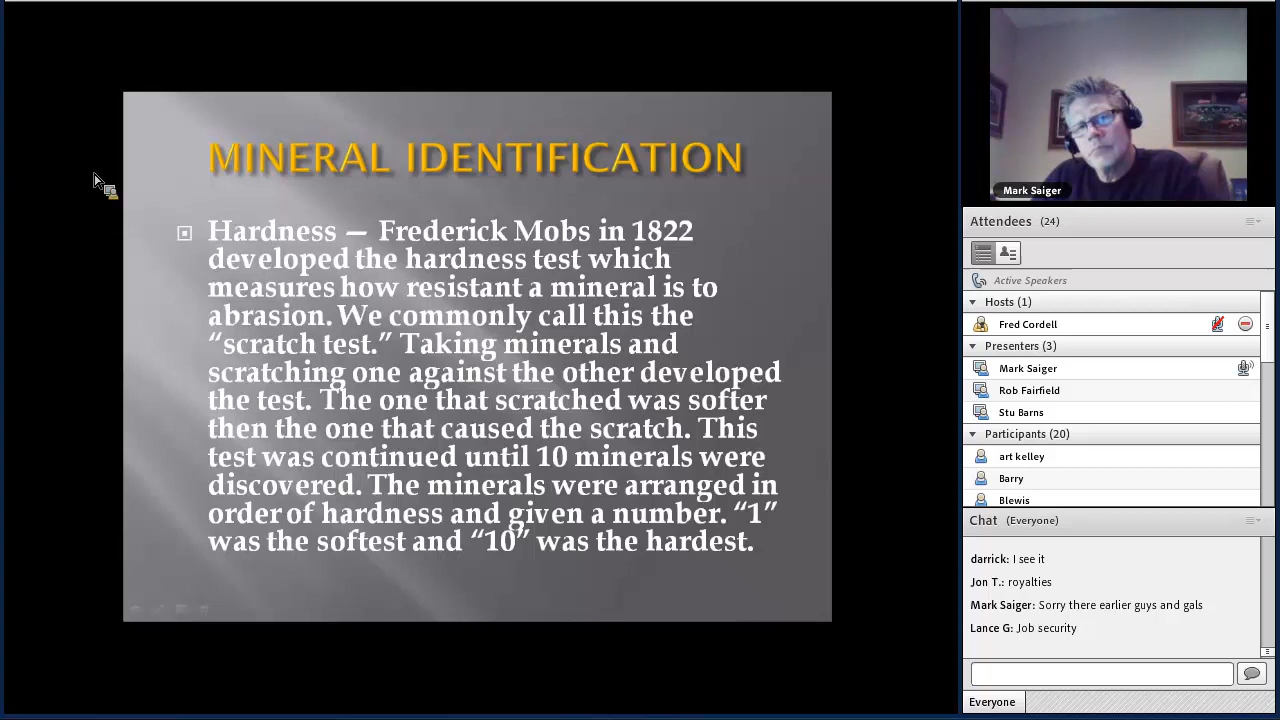 MINERAL IDENTIFICATION
Hardness — Frederick Mobs in 1822
developed the hardness test which
measures how resistant a mineral is to
abrasion. We commonly call this the
“scratch test.” Taking minerals and
scratching one against the other developed
the test. The one that scratched was softer
then the one that caused the scratch. This
test was continued until 10 minerals were
discovered. The minerals were arranged in
order of hardness and given a number. “1”
was the softest and “10” was the hardest.
Mark Saiger
Attendees (24)
Active Speakers
Hosts (1)
Fred Cordell
Presenters (3)
Mark Saiger
Rob Fairfield
Stu Barns
Participants (20)
art kelley
Barry
Blewis
Chat (Everyone)
darrick: I see it
Jon T.: royalties
Mark Saiger: Sorry there earlier guys and gals
Lance G: Job security
Everyone